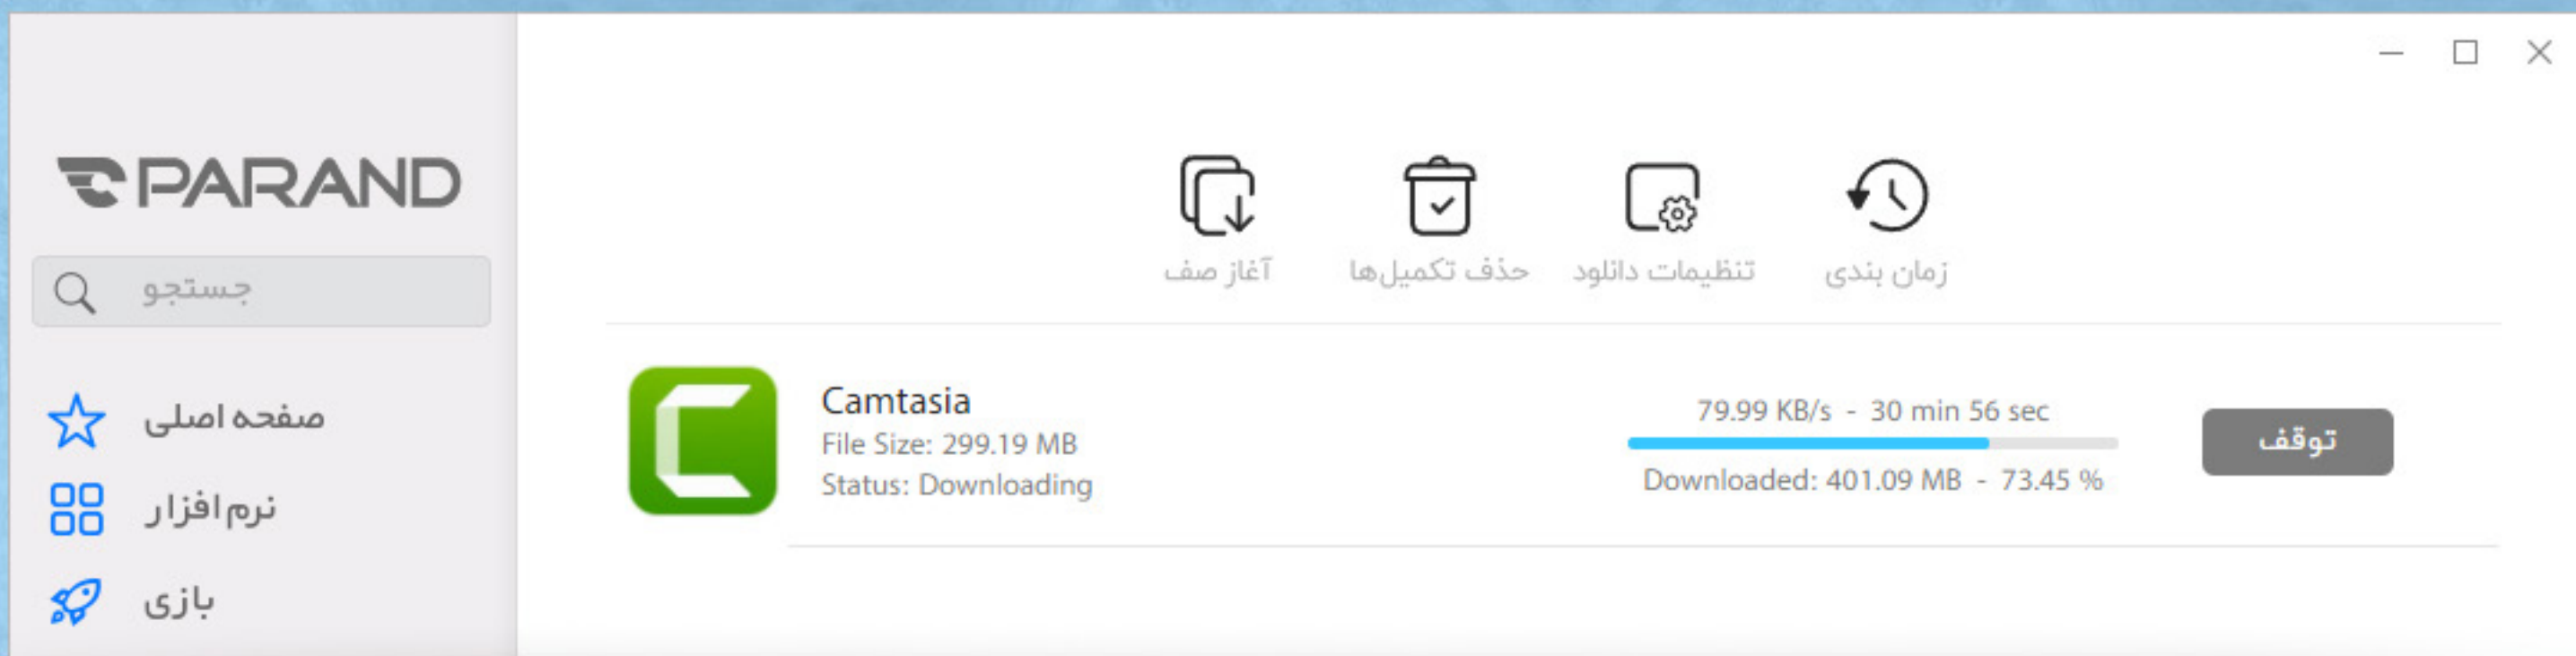 PARAND
جستجو
صفحه اصلی
نرم افزار
بازی
آغاز صف
حذف تکمیل‌ها
تنظیمات دانلود
زمان بندی
Camtasia
File Size: 299.19 MB
Status: Downloading
79.99 KB/s - 30 min 56 sec
Downloaded: 401.09 MB - 73.45 %
توقف